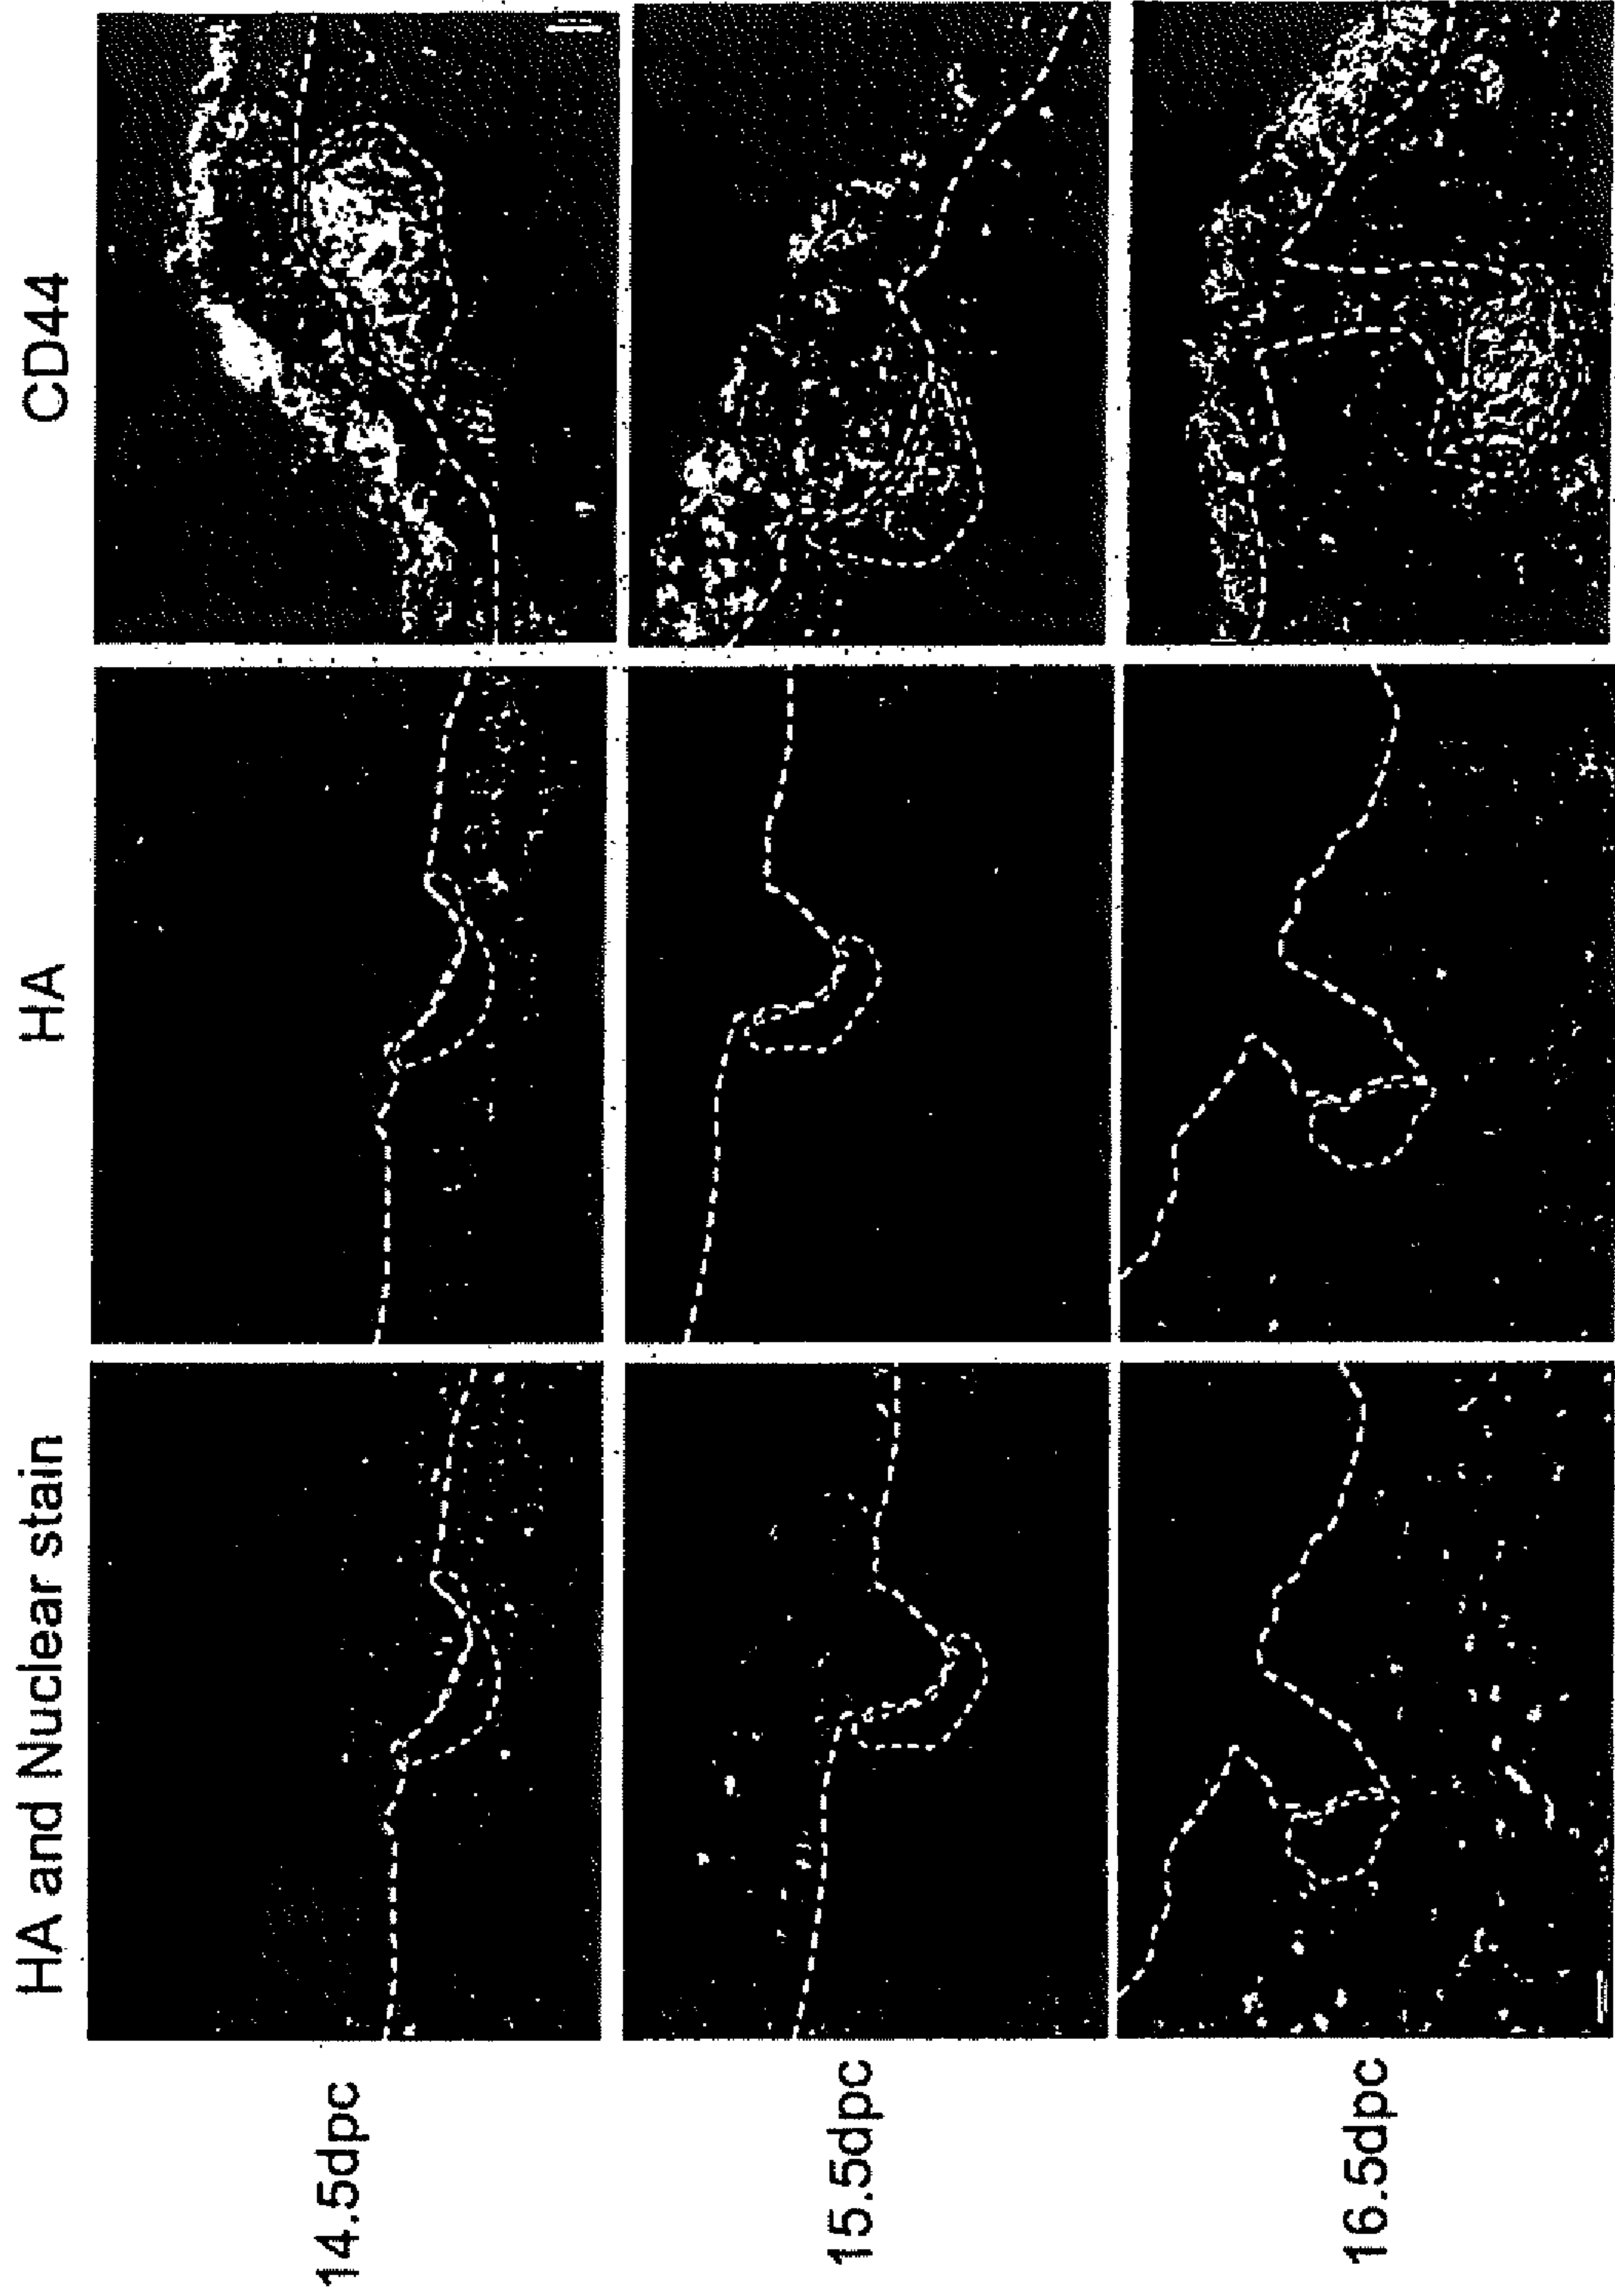 HA and Nuclear stain
HA
CD44
14.5dpc
15.5dpc
16.5dpc